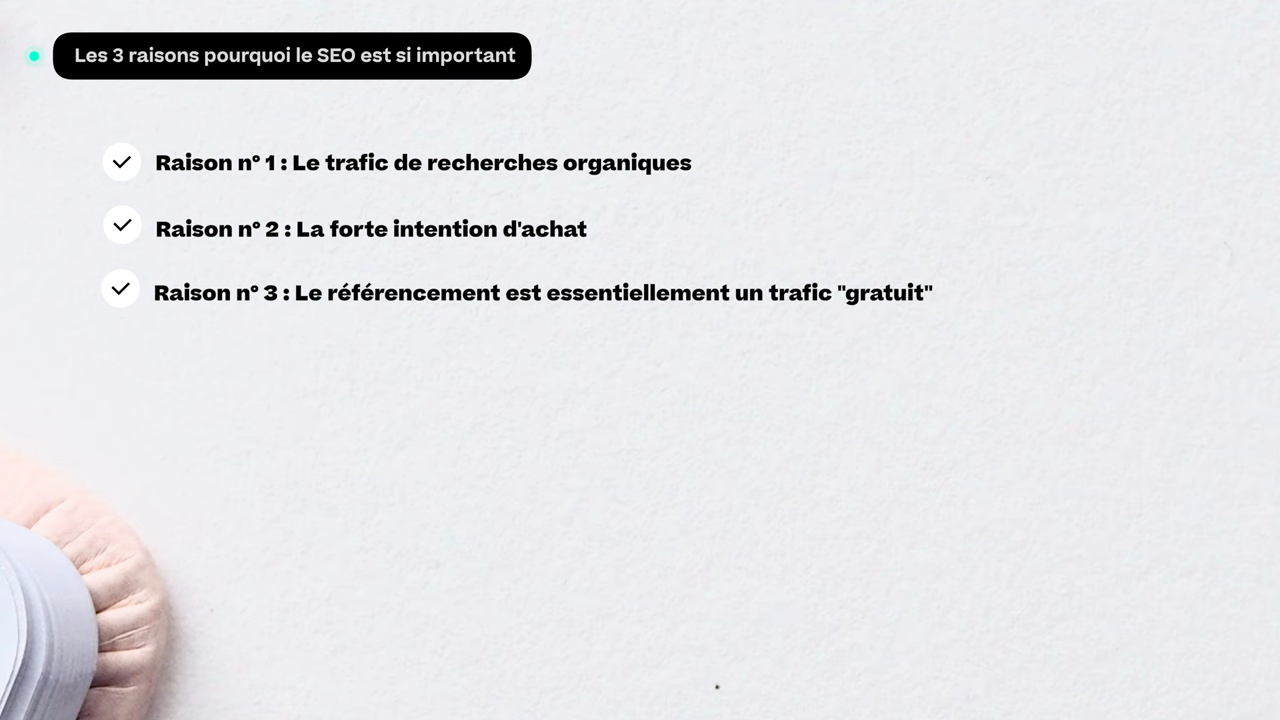 Les 3 raisons pourquoi le SEO est si important
Raison n° 1 : Le trafic de recherches organiques
Raison n° 2 : La forte intention d'achat
Raison n° 3 : Le référencement est essentiellement un trafic "gratuit"